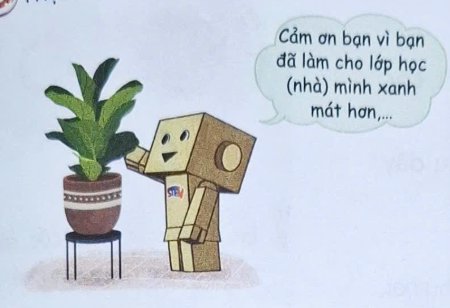 Cảm ơn bạn vì bạn
đã làm cho lớp học
(nhà) mình xanh
mát hơn,...